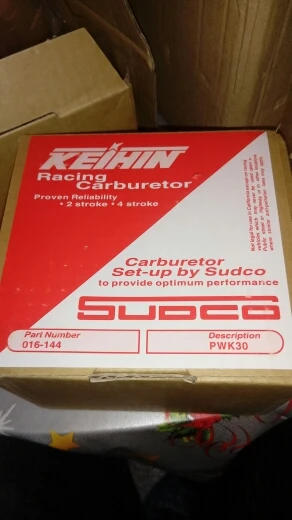 KEIHIN
Racing
Carburetor
Proven Reliability
• 2 stroke • 4 stroke
Carburetor
Set-up by Sudco
to provide optimum performance
SUDCO
Part Number
016-144
Description
PWK30